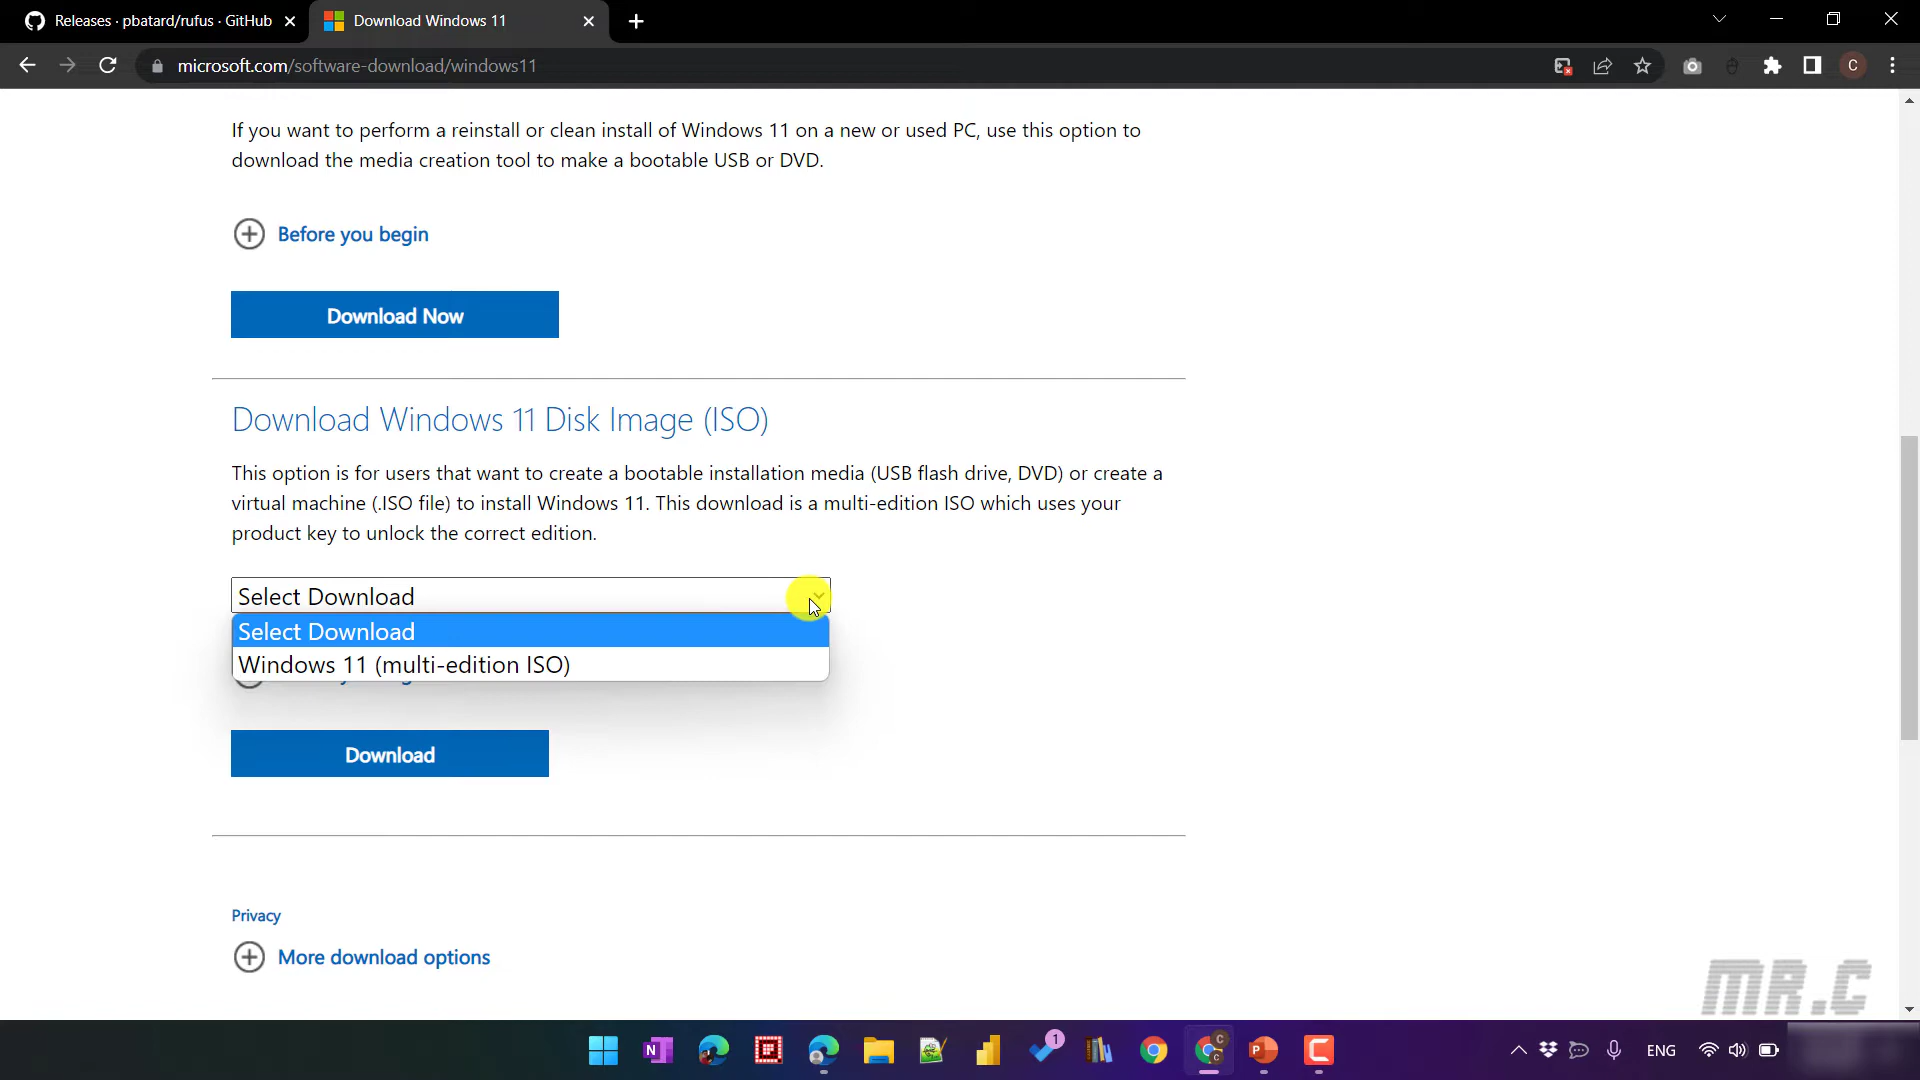 Releases · pbatard/rufus · GitHub
Download Windows 11
microsoft.com/software-download/windows11
C
If you want to perform a reinstall or clean install of Windows 11 on a new or used PC, use this option to
download the media creation tool to make a bootable USB or DVD.
Before you begin
Download Now
Download Windows 11 Disk Image (ISO)
This option is for users that want to create a bootable installation media (USB flash drive, DVD) or create a
virtual machine (.ISO file) to install Windows 11. This download is a multi-edition ISO which uses your
product key to unlock the correct edition.
Select Download
Select Download
Windows 11 (multi-edition ISO)
Download
Privacy
More download options
MR.C
1
ENG